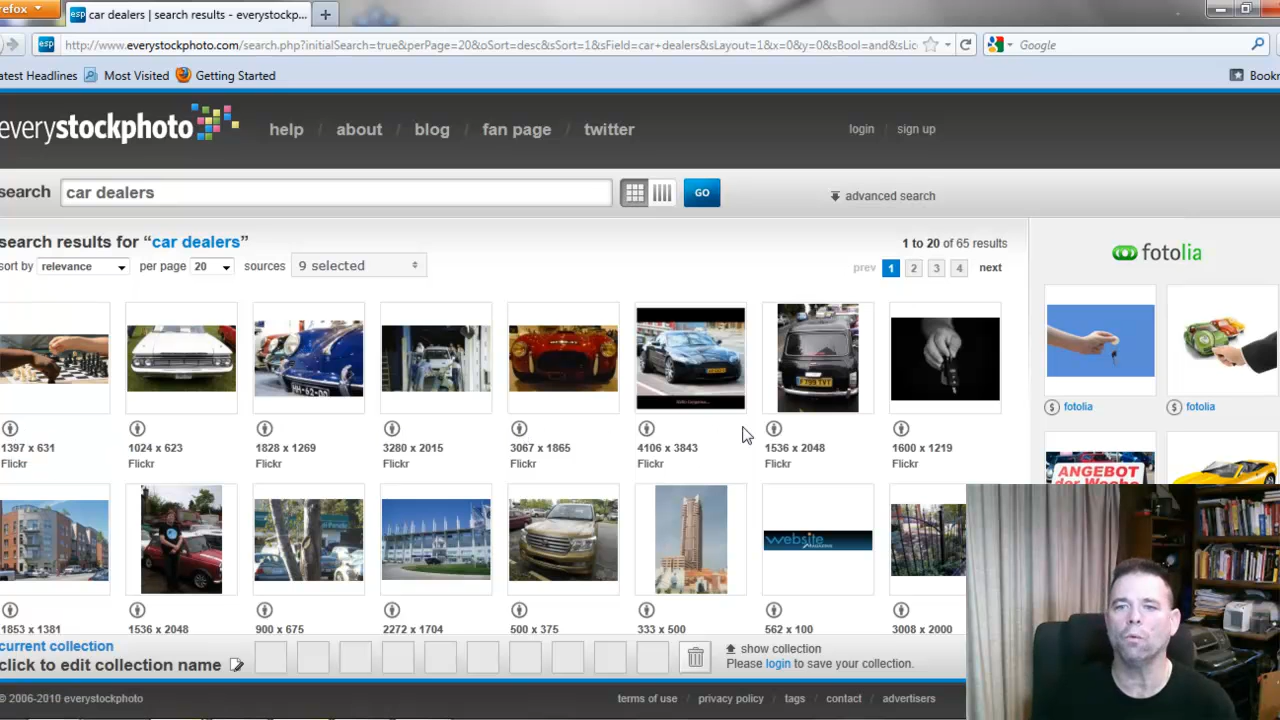 refox
car dealers | search results - everystockp...
http://www.everystockphoto.com/search.php?initialSearch=true&perPage=20&oSort=desc&sSort=1&sField=car+dealers&sLayout=1&x=0&y=0&sBool=and&sLic
Google
atest Headlines Most Visited Getting Started Bookm
everystockphoto help / about / blog / fan page / twitter login / sign up
search car dealers GO advanced search
search results for “car dealers” 1 to 20 of 65 results
sort by relevance per page 20 sources 9 selected prev 1 2 3 4 next
fotolia
fotolia fotolia
1397 x 631 1024 x 623 1828 x 1269 3280 x 2015 3067 x 1865 4106 x 3843 1536 x 2048 1600 x 1219
Flickr Flickr Flickr Flickr Flickr Flickr Flickr Flickr
ANGEBOT
der Woche
website
1853 x 1381 1536 x 2048 900 x 675 2272 x 1704 500 x 375 333 x 500 562 x 100 3008 x 2000
current collection
click to edit collection name
show collection
Please login to save your collection.
© 2006-2010 everystockphoto terms of use / privacy policy / tags / contact / advertisers